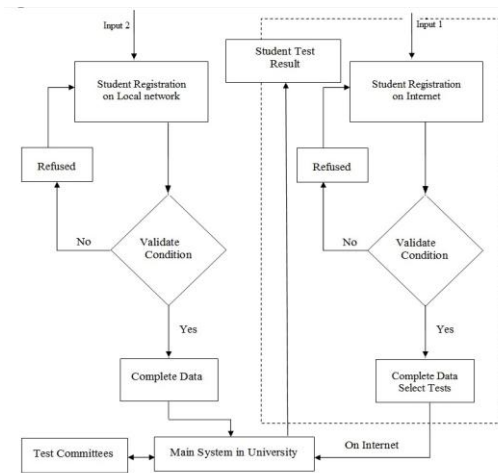 Input 2
Input 1
Student Test
Result
Student Registration
on Local network
Student Registration
on Internet
Refused
Refused
No
Validate
Condition
No
Validate
Condition
Yes
Yes
Complete Data
Complete Data
Select Tests
Test Committees
Main System in University
On Internet